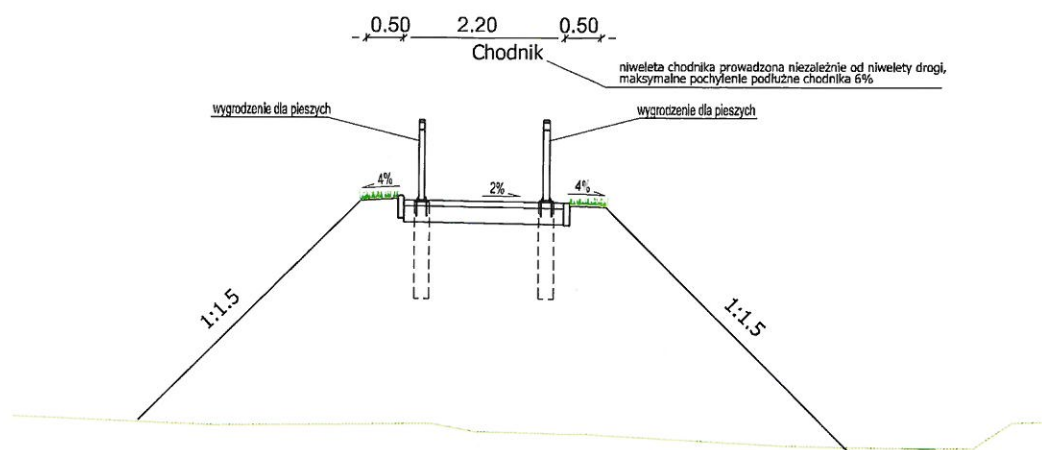 0.50 2.20 0.50
Chodnik
niweleta chodnika prowadzona niezależnie od niwelety drogi,
maksymalne pochylenie podłużne chodnika 6%
wygrodzenie dla pieszych
wygrodzenie dla pieszych
4%
2%
4%
1:1.5
1:1.5